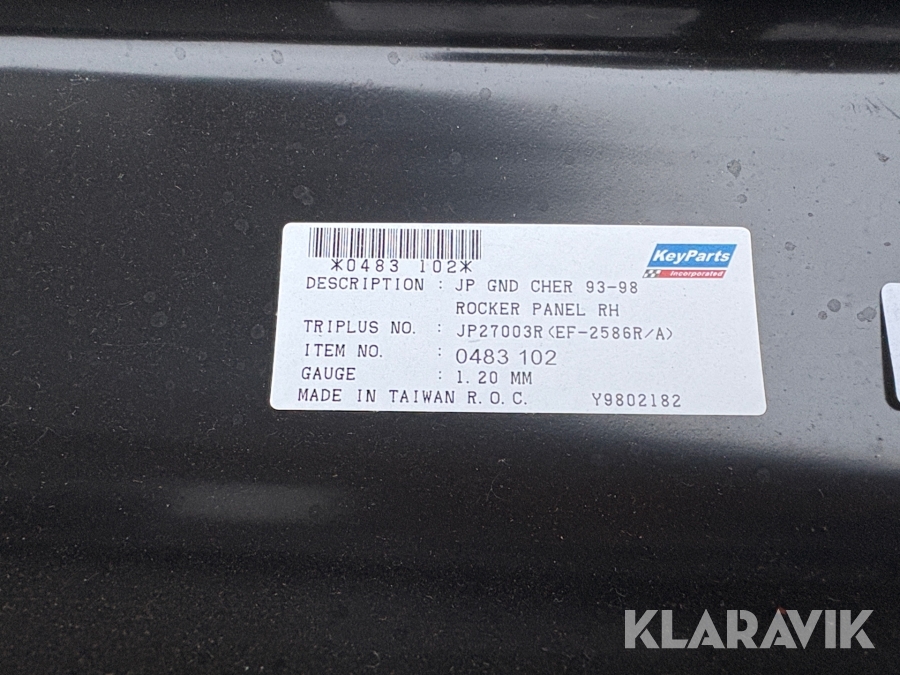 *0483 102*
KeyParts
Incorporated
DESCRIPTION : JP GND CHER 93-98
ROCKER PANEL RH
TRIPLUS NO. : JP27003R(EF-2586R/A)
ITEM NO. : 0483 102
GAUGE : 1.20 MM
MADE IN TAIWAN R.O.C. Y9802182
KLARAVIK